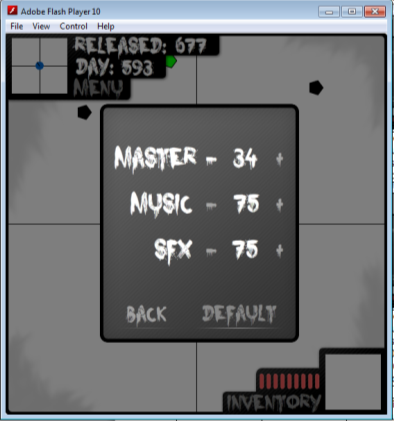 Adobe Flash Player 10
File View Control Help
RELEASED: 677
DAY: 593
MENU
MASTER - 34 +
MUSIC - 75 +
SFX - 75 +
BACK DEFAULT
INVENTORY